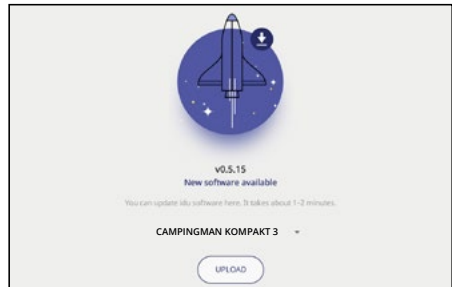 v0.5.15
New software available
You can update idu software here. It takes about 1-2 minutes.
CAMPINGMAN KOMPAKT 3
UPLOAD